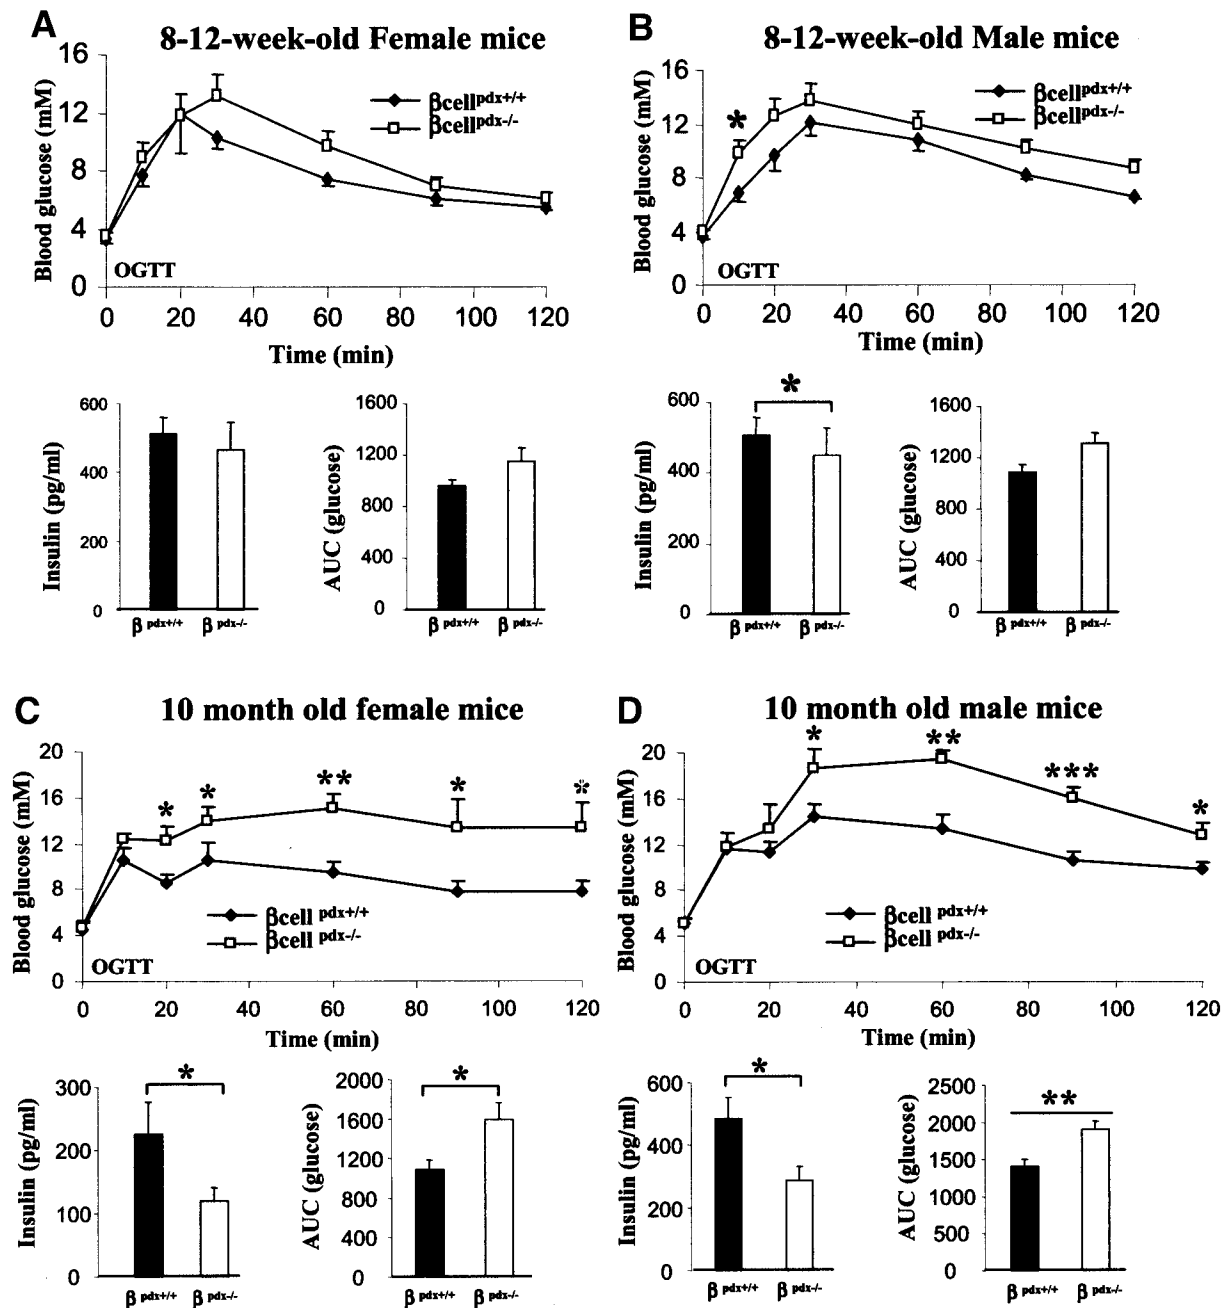 A
8-12-week-old Female mice
Blood glucose (mM)
16
12
8
4
0
βcell pdx+/+
βcell pdx-/-
OGTT
0 20 40 60 80 100 120
Time (min)
Insulin (pg/ml)
600
400
200
0
β pdx+/+ β pdx-/-
AUC (glucose)
1600
1200
800
400
0
β pdx+/+ β pdx-/-
B
8-12-week-old Male mice
Blood glucose (mM)
16
12
8
4
0
*
βcell pdx+/+
βcell pdx-/-
OGTT
0 20 40 60 80 100 120
Time (min)
Insulin (pg/ml)
600
400
200
0
*
β pdx+/+ β pdx-/-
AUC (glucose)
1600
1200
800
400
0
β pdx+/+ β pdx-/-
C
10 month old female mice
Blood glucose (mM)
20
16
12
8
4
0
* * ** * *
βcell pdx+/+
βcell pdx-/-
OGTT
0 20 40 60 80 100 120
Time (min)
Insulin (pg/ml)
300
200
100
0
*
β pdx+/+ β pdx-/-
AUC (glucose)
2000
1600
1200
800
400
0
*
β pdx+/+ β pdx-/-
D
10 month old male mice
Blood glucose (mM)
20
16
12
8
4
0
* ** *** *
βcell pdx+/+
βcell pdx-/-
OGTT
0 20 40 60 80 100 120
Time (min)
Insulin (pg/ml)
600
400
200
0
*
β pdx+/+ β pdx-/-
AUC (glucose)
2500
2000
1500
1000
500
0
**
β pdx+/+ β pdx-/-